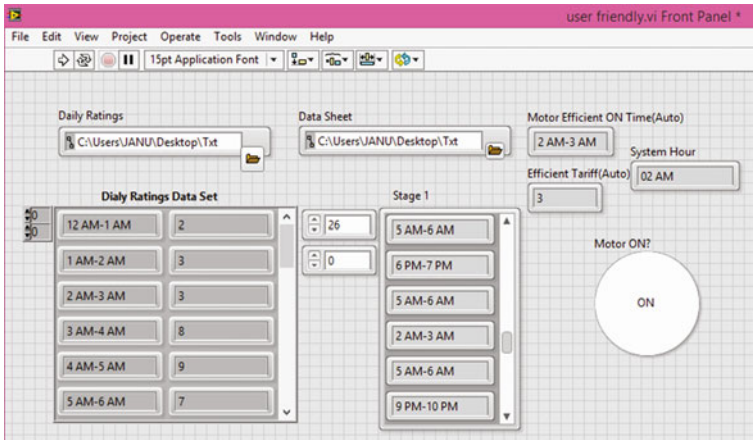 user friendly.vi Front Panel *
File Edit View Project Operate Tools Window Help
15pt Application Font
Daily Ratings
Data Sheet
Motor Efficient ON Time(Auto)
C:\Users\JANU\Desktop\Txt
C:\Users\JANU\Desktop\Txt
2 AM-3 AM
System Hour
Efficient Tariff(Auto)
02 AM
3
Dialy Ratings Data Set
Stage 1
0
0
12 AM-1 AM 2
1 AM-2 AM 3
2 AM-3 AM 3
3 AM-4 AM 8
4 AM-5 AM 9
5 AM-6 AM 7
26
0
5 AM-6 AM
6 PM-7 PM
5 AM-6 AM
2 AM-3 AM
5 AM-6 AM
9 PM-10 PM
Motor ON?
ON